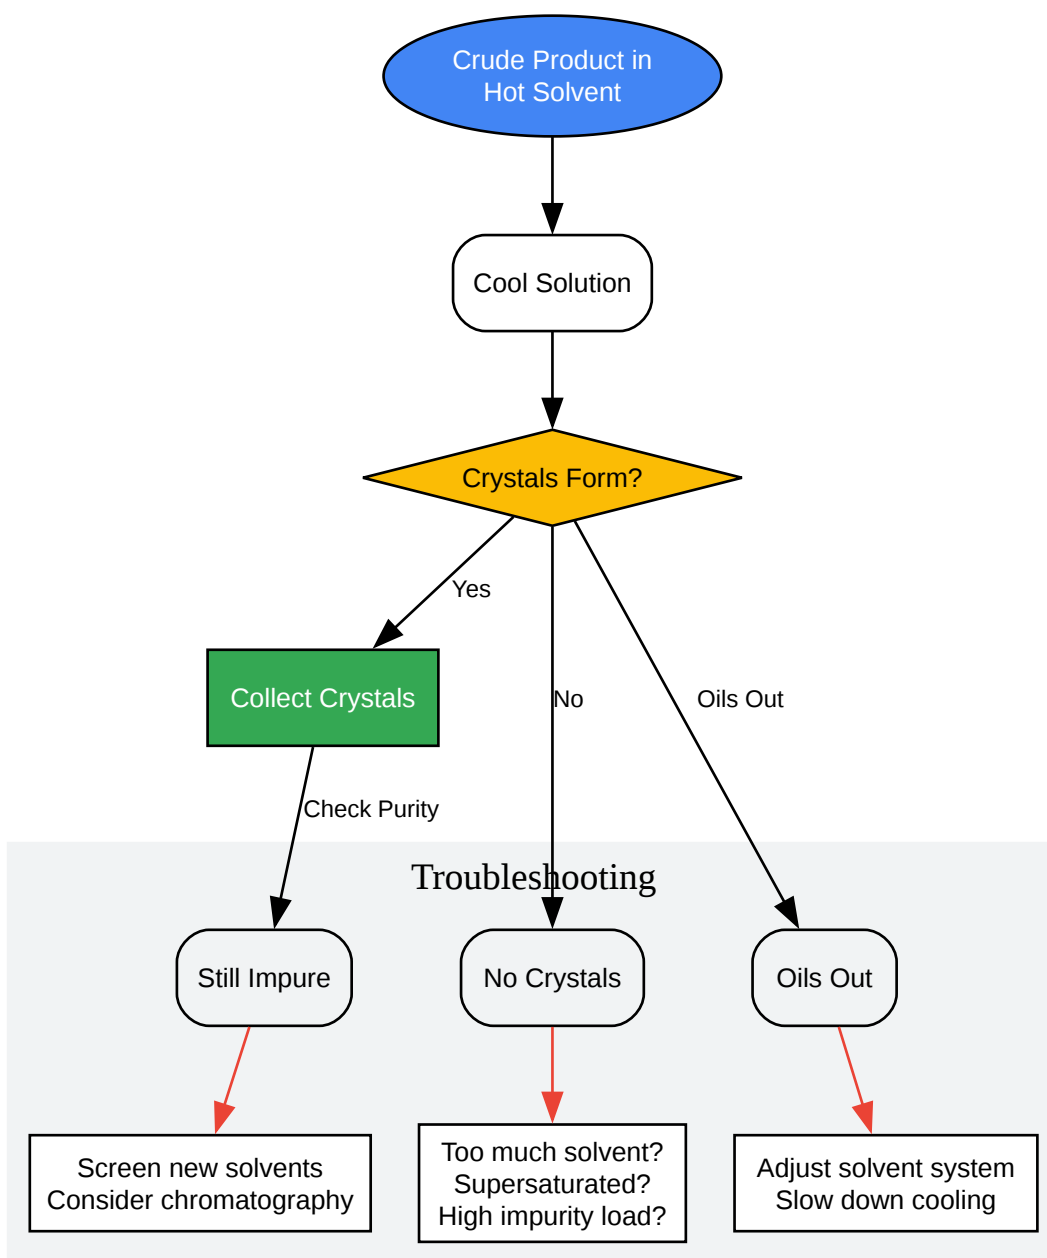 Crude Product in
Hot Solvent
Cool Solution
Crystals Form?
Yes
Collect Crystals
No
Oils Out
Check Purity
Troubleshooting
Still Impure
No Crystals
Oils Out
Screen new solvents
Consider chromatography
Too much solvent?
Supersaturated?
High impurity load?
Adjust solvent system
Slow down cooling